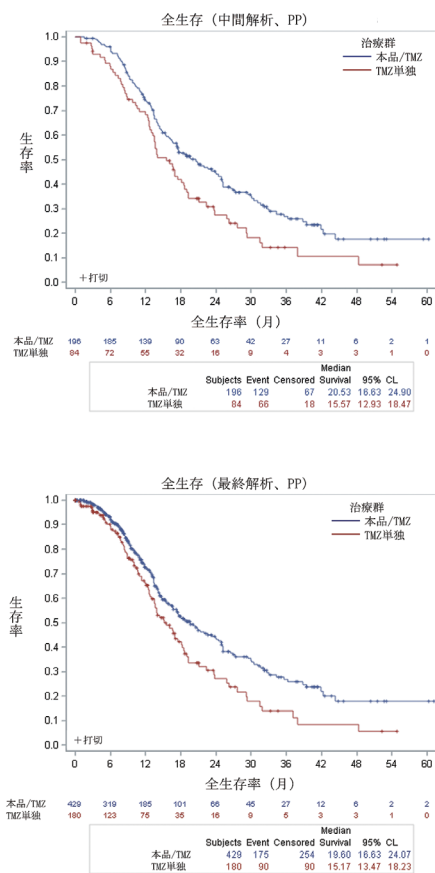 全生存（中間解析、PP）
治療群
本品/TMZ
TMZ単独
生存率
1.0
0.9
0.8
0.7
0.6
0.5
0.4
0.3
0.2
0.1
0.0
+打切
0 6 12 18 24 30 36 42 48 54 60
全生存率（月）
本品/TMZ 196 185 139 90 63 42 27 11 6 2 1
TMZ単独 84 72 55 32 16 9 4 3 3 1 0
Median
Subjects Event Censored Survival 95% CL
本品/TMZ 196 129 67 20.53 16.63 24.90
TMZ単独 84 66 18 15.57 12.93 18.47
全生存（最終解析、PP）
治療群
本品/TMZ
TMZ単独
生存率
1.0
0.9
0.8
0.7
0.6
0.5
0.4
0.3
0.2
0.1
0.0
+打切
0 6 12 18 24 30 36 42 48 54 60
全生存率（月）
本品/TMZ 429 319 185 101 66 45 27 12 6 2 2
TMZ単独 180 123 75 35 16 9 5 3 3 1 0
Median
Subjects Event Censored Survival 95% CL
本品/TMZ 429 175 254 19.60 16.63 24.07
TMZ単独 180 90 90 15.17 13.47 18.23